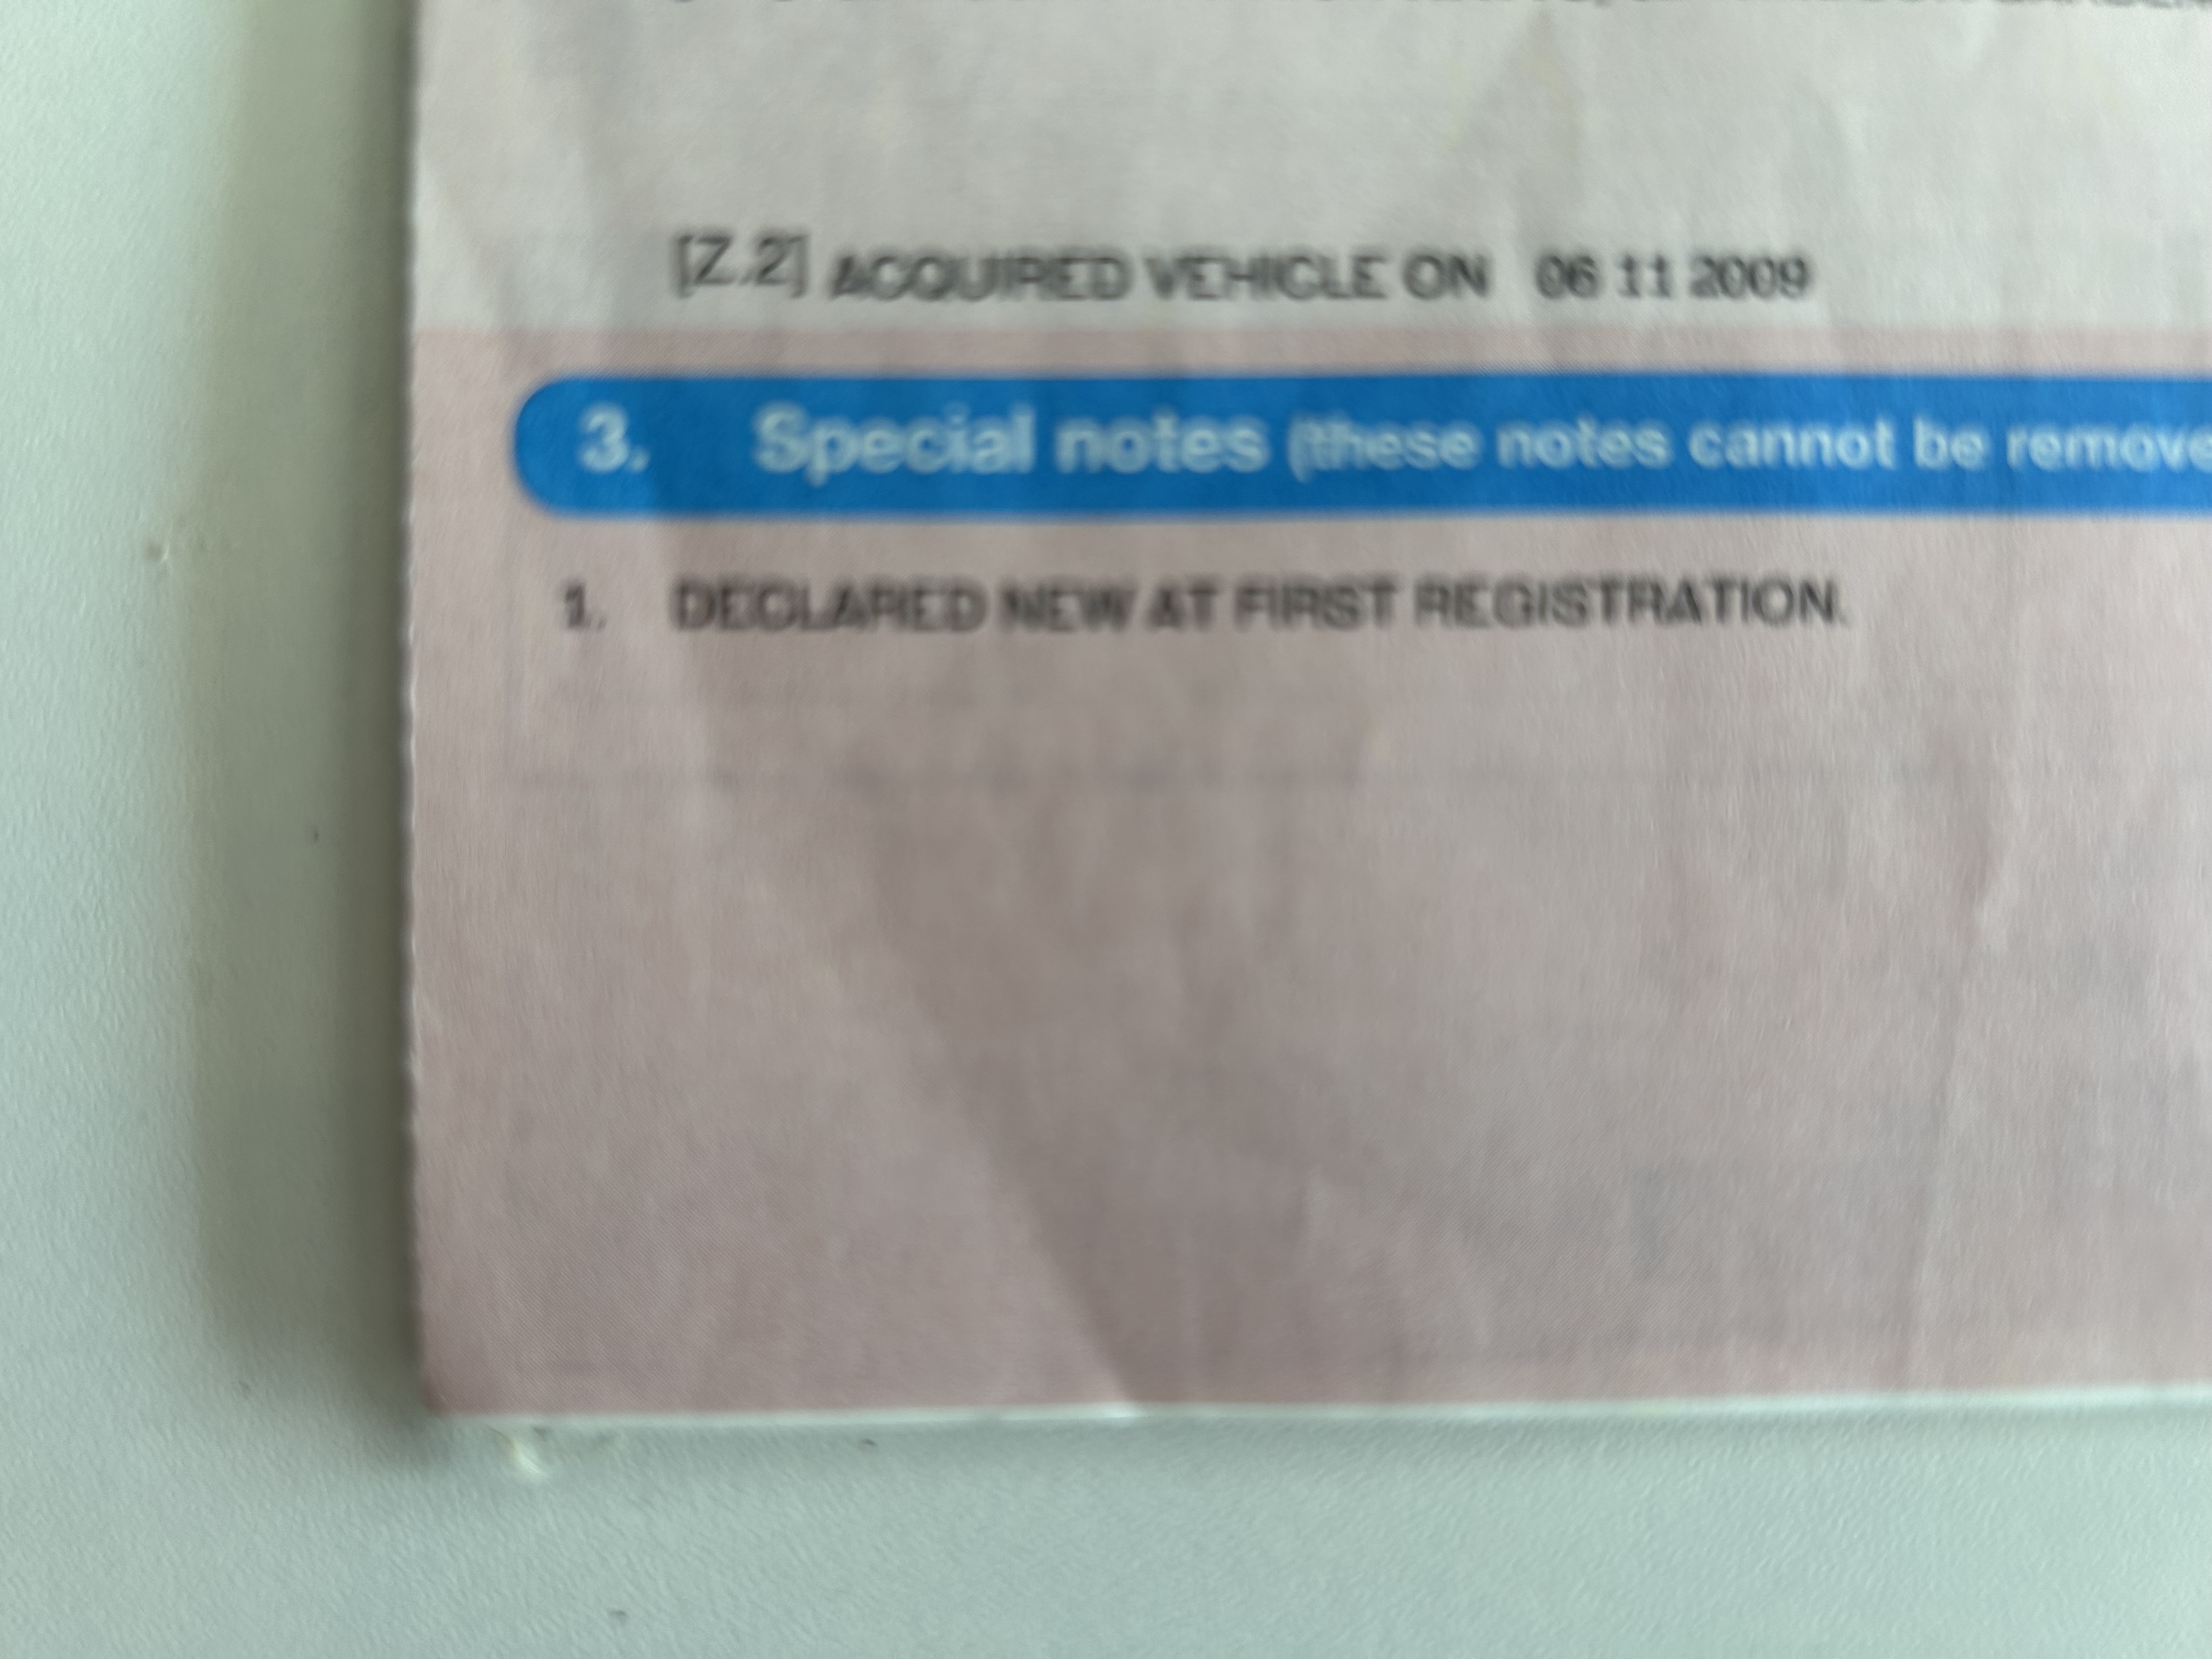 [Z.2] ACQUIRED VEHICLE ON 06 11 2009
3. Special notes (these notes cannot be remove
1. DECLARED NEW AT FIRST REGISTRATION.